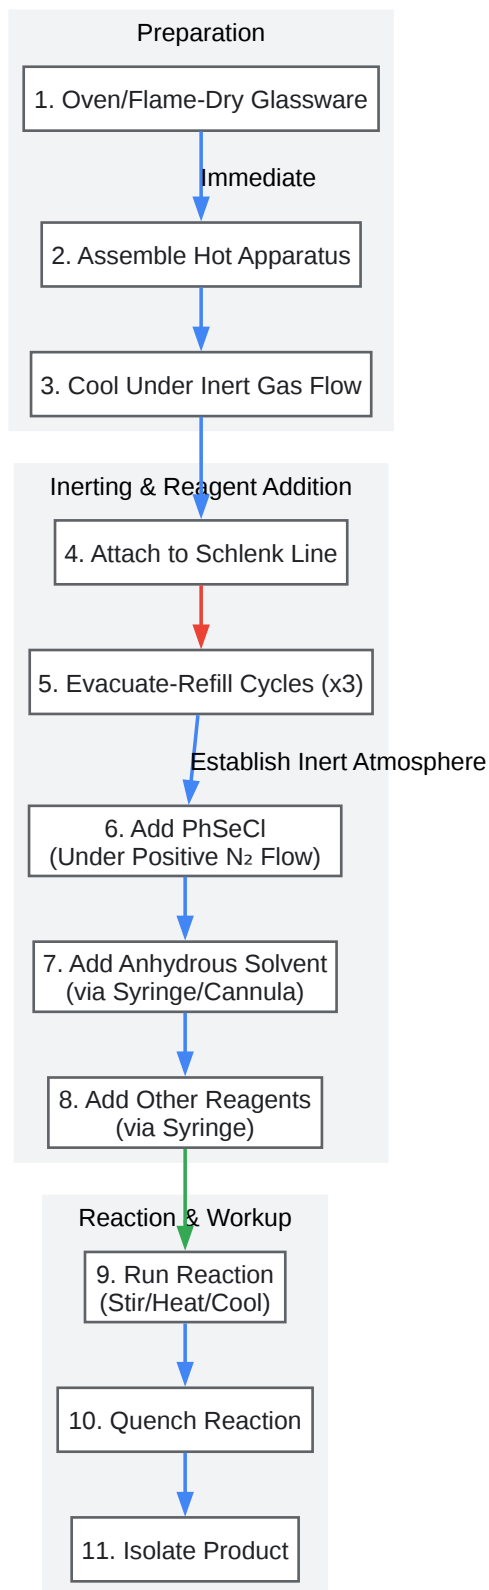 Preparation
1. Oven/Flame-Dry Glassware
Immediate
2. Assemble Hot Apparatus
3. Cool Under Inert Gas Flow
Inerting & Reagent Addition
4. Attach to Schlenk Line
5. Evacuate-Refill Cycles (x3)
Establish Inert Atmosphere
6. Add PhSeCl
(Under Positive N₂ Flow)
7. Add Anhydrous Solvent
(via Syringe/Cannula)
8. Add Other Reagents
(via Syringe)
Reaction & Workup
9. Run Reaction
(Stir/Heat/Cool)
10. Quench Reaction
11. Isolate Product